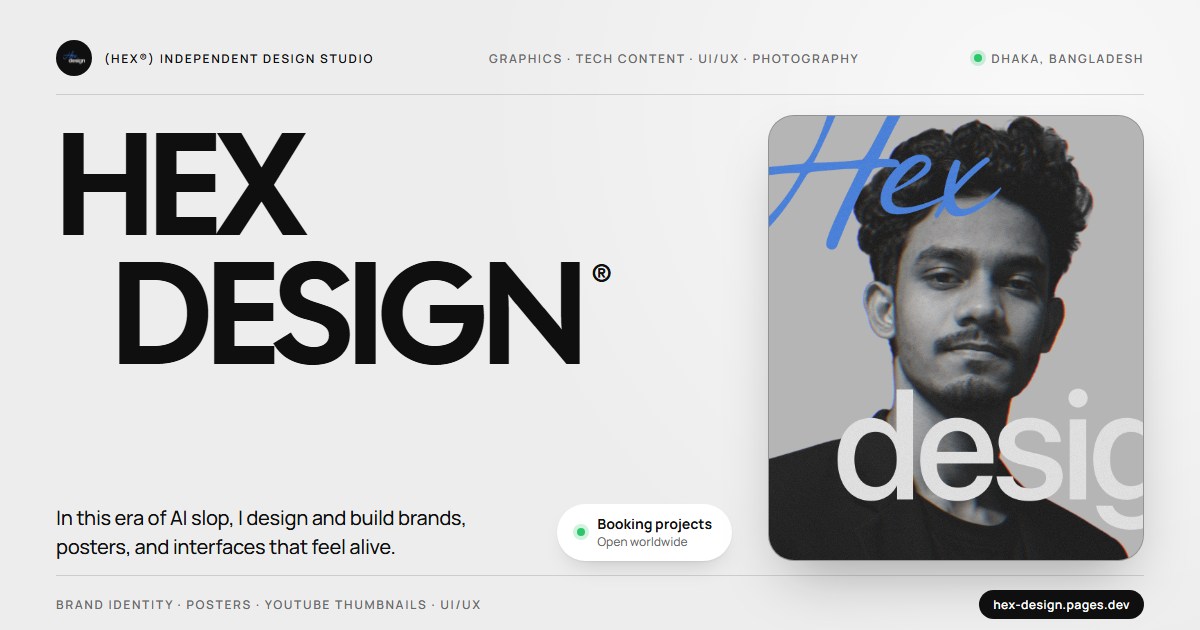 Hex
design
(HEX®) INDEPENDENT DESIGN STUDIO
GRAPHICS · TECH CONTENT · UI/UX · PHOTOGRAPHY
DHAKA, BANGLADESH
HEX
DESIGN®
Hex
desig
In this era of AI slop, I design and build brands,
posters, and interfaces that feel alive.
Booking projects
Open worldwide
BRAND IDENTITY · POSTERS · YOUTUBE THUMBNAILS · UI/UX
hex-design.pages.dev